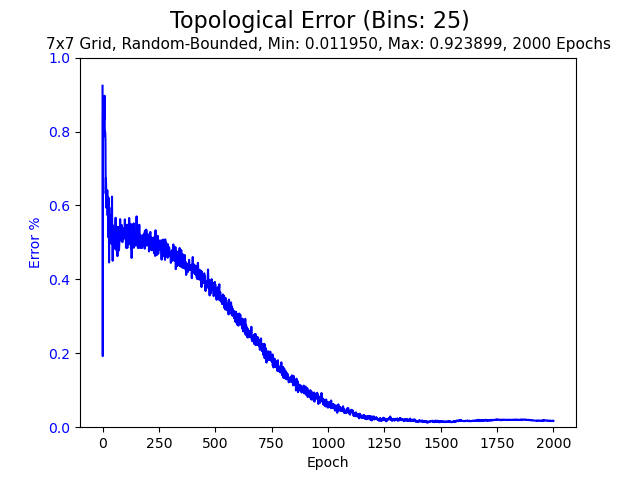 Topological Error (Bins: 25)
7x7 Grid, Random-Bounded, Min: 0.011950, Max: 0.923899, 2000 Epochs
1.0
0.8
0.6
0.4
0.2
0.0
Error %
0 250 500 750 1000 1250 1500 1750 2000
Epoch